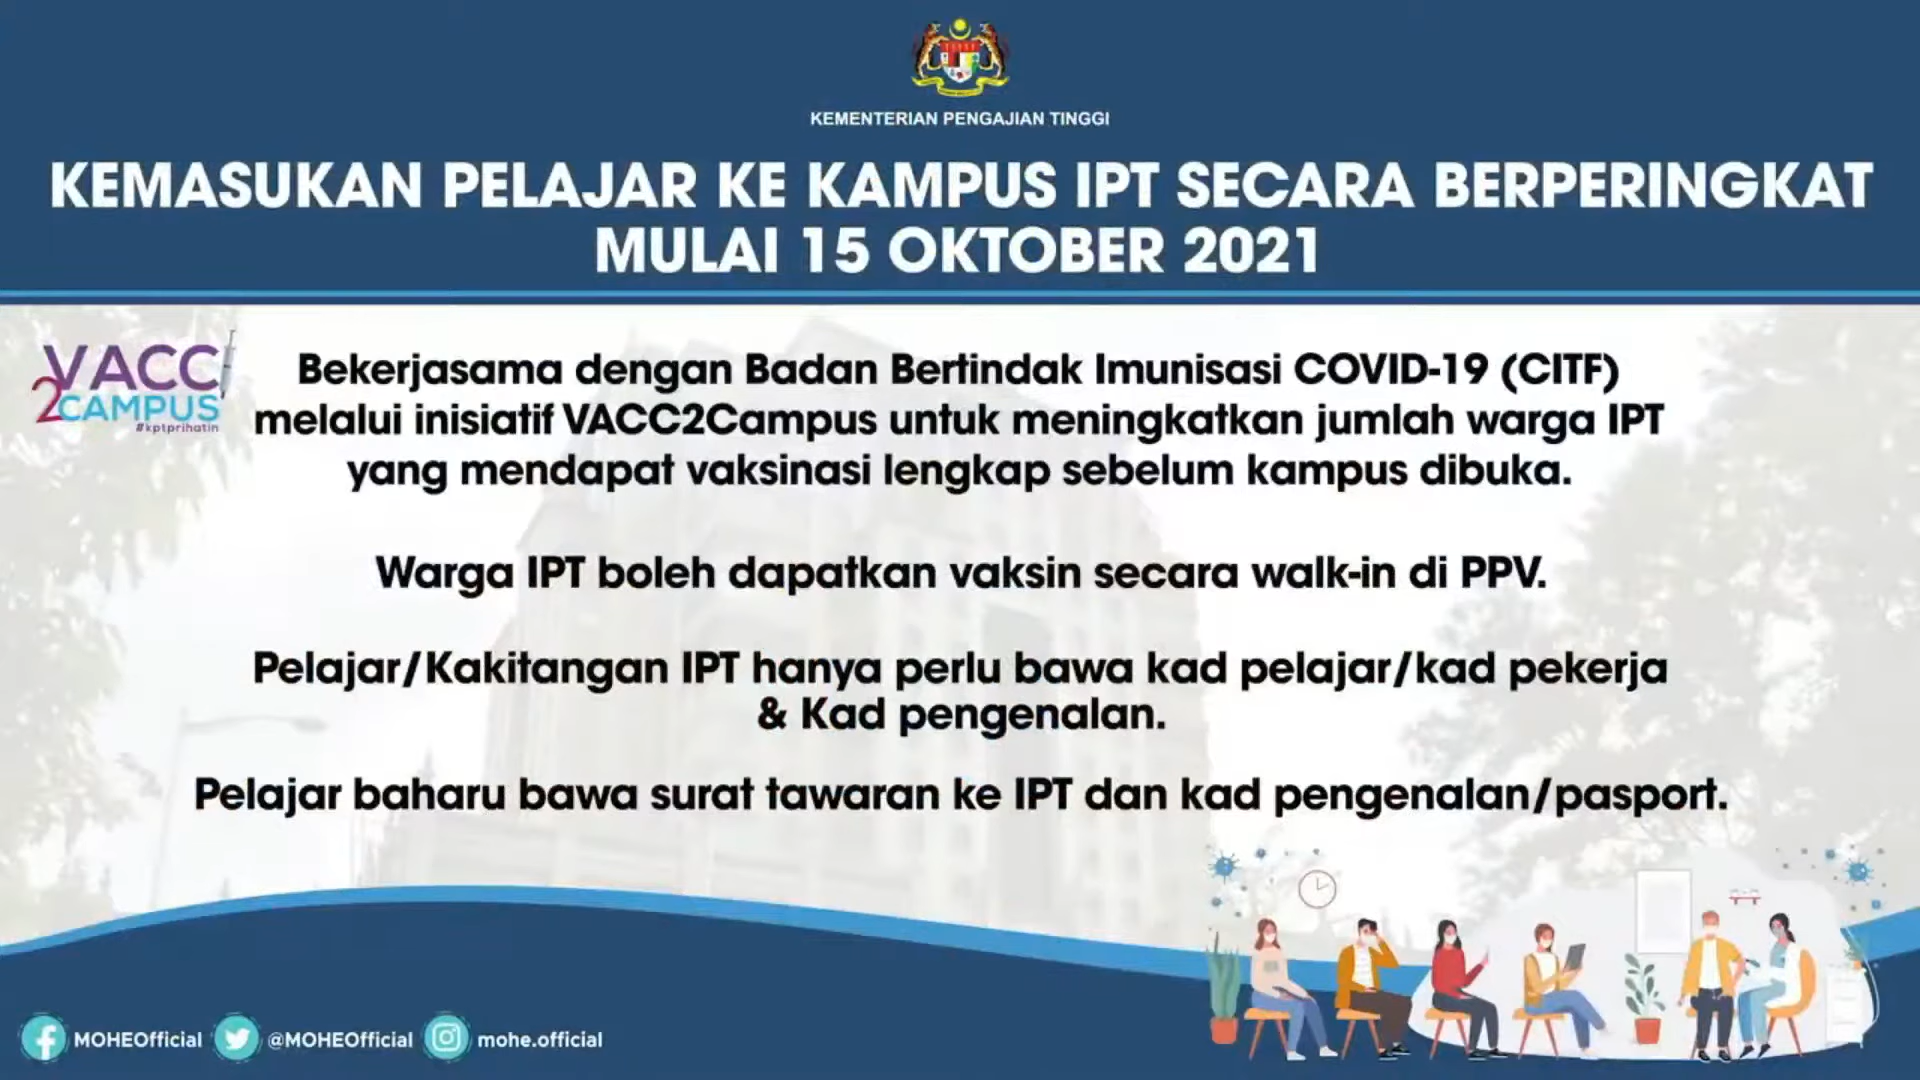 KEMENTERIAN PENGAJIAN TINGGI
KEMASUKAN PELAJAR KE KAMPUS IPT SECARA BERPERINGKAT
MULAI 15 OKTOBER 2021
VACC
2CAMPUS
#kptprihatin
Bekerjasama dengan Badan Bertindak Imunisasi COVID-19 (CITF)
melalui inisiatif VACC2Campus untuk meningkatkan jumlah warga IPT
yang mendapat vaksinasi lengkap sebelum kampus dibuka.
Warga IPT boleh dapatkan vaksin secara walk-in di PPV.
Pelajar/Kakitangan IPT hanya perlu bawa kad pelajar/kad pekerja
& Kad pengenalan.
Pelajar baharu bawa surat tawaran ke IPT dan kad pengenalan/pasport.
MOHEOfficial @MOHEOfficial mohe.official